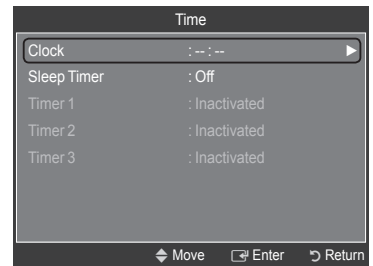 Time
Clock : -- : --
Sleep Timer : Off
Timer 1 : Inactivated
Timer 2 : Inactivated
Timer 3 : Inactivated
Move Enter Return